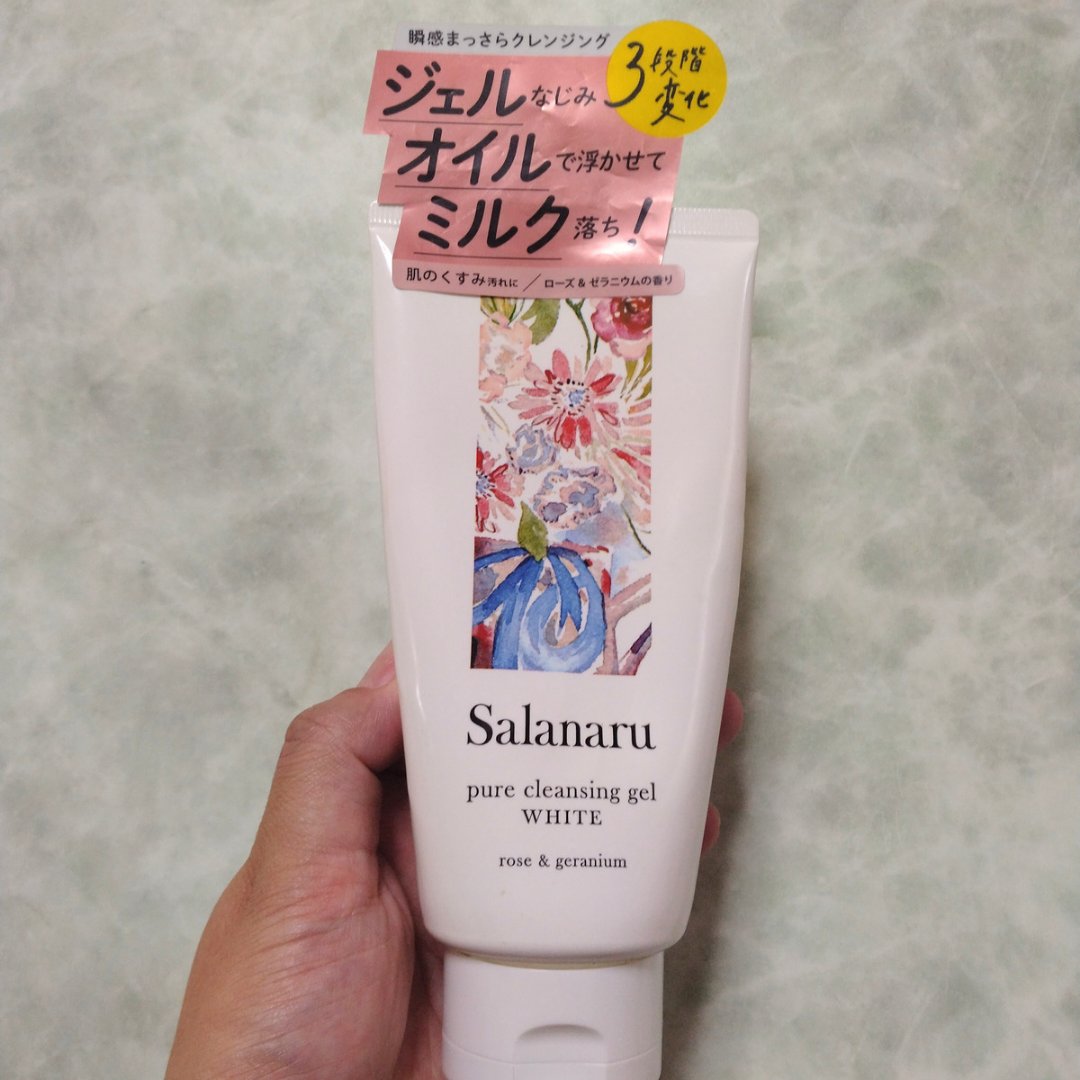 瞬感まっさらクレンジング
3段階
変化
ジェルなじみ
オイルで浮かせて
ミルク落ち!
肌のくすみ汚れに／ローズ&ゼラニウムの香り
Salanaru
pure cleansing gel
WHITE
rose & geranium